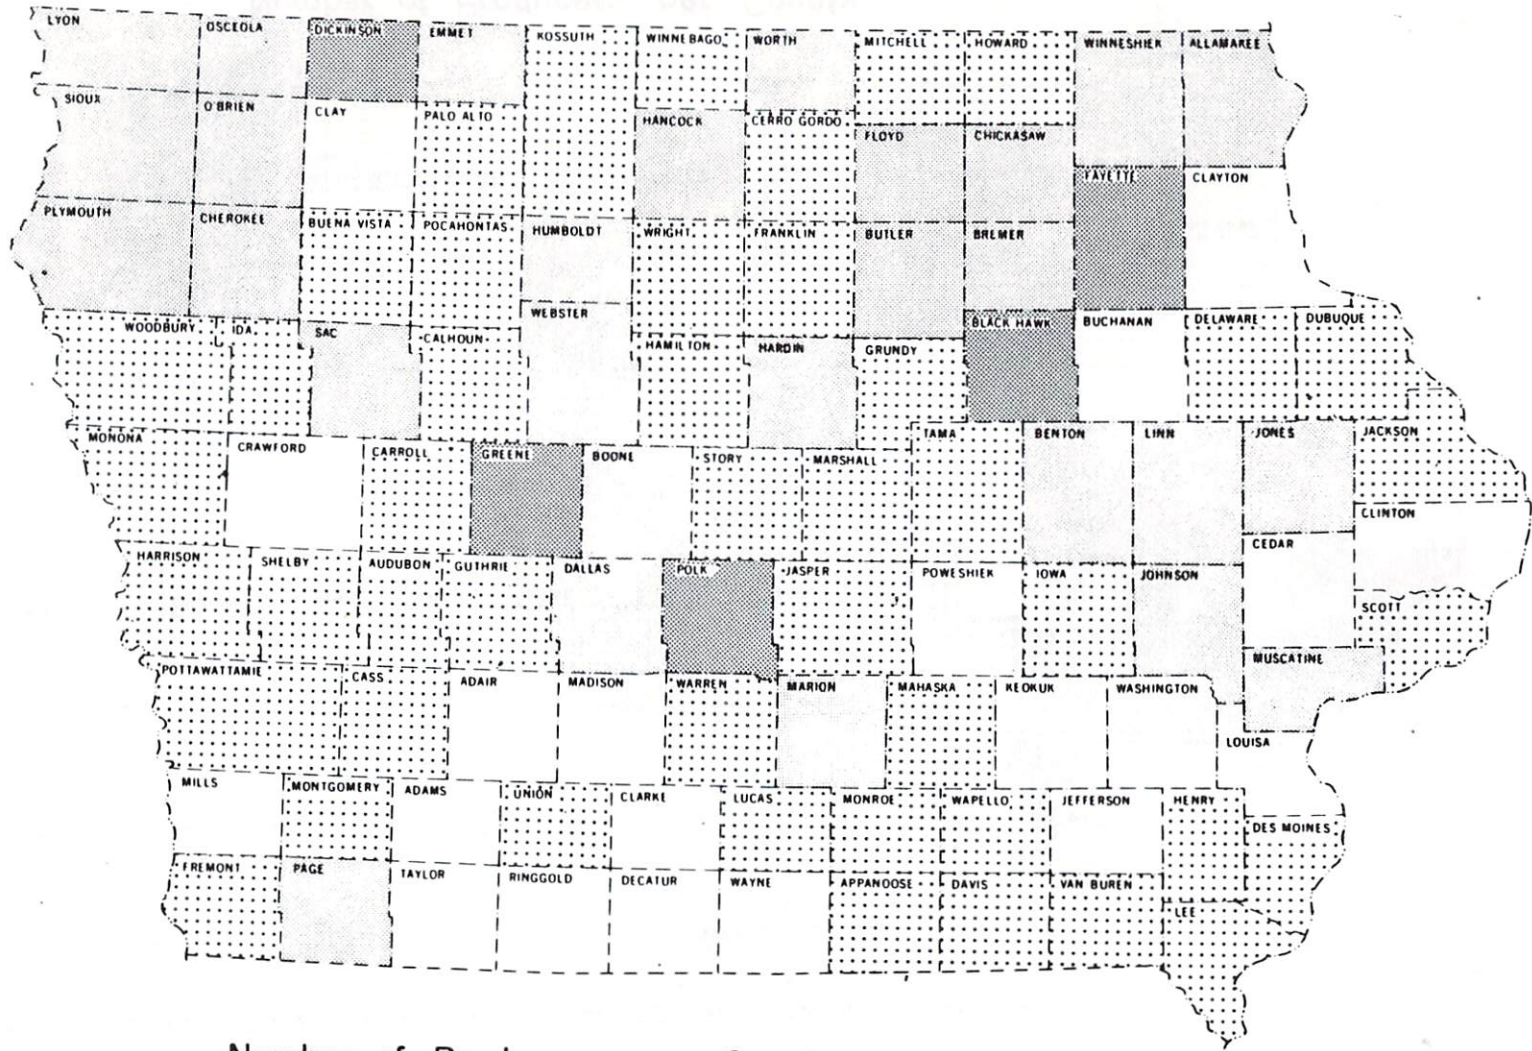 LYON OSCEOLA DICKINSON EMMET KOSSUTH WINNEBAGO WORTH MITCHELL HOWARD WINNESHIEK ALLAMAKEE
SIOUX O'BRIEN CLAY PALO ALTO HANCOCK CERRO GORDO FLOYD CHICKASAW FAYETTE CLAYTON
PLYMOUTH CHEROKEE BUENA VISTA POCAHONTAS HUMBOLDT WRIGHT FRANKLIN BUTLER BREMER
WOODBURY IDA SAC CALHOUN WEBSTER HAMILTON HARDIN GRUNDY BLACK HAWK BUCHANAN DELAWARE DUBUQUE
MONONA CRAWFORD CARROLL GREENE BOONE STORY MARSHALL TAMA BENTON LINN JONES JACKSON
CLINTON
HARRISON SHELBY AUDUBON GUTHRIE DALLAS POLK JASPER POWESHIEK IOWA JOHNSON CEDAR
SCOTT
POTTAWATTAMIE CASS ADAIR MADISON WARREN MARION MAHASKA KEOKUK WASHINGTON MUSCATINE
LOUISA
MILLS MONTGOMERY ADAMS UNION CLARKE LUCAS MONROE WAPELLO JEFFERSON HENRY
DES MOINES
FREMONT PAGE TAYLOR RINGGOLD DECATUR WAYNE APPANOOSE DAVIS VAN BUREN
LEE